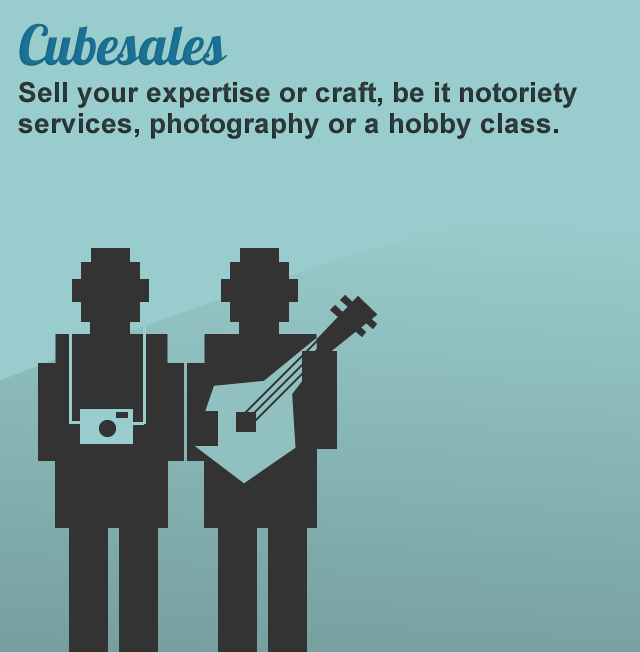 Cubesales
Sell your expertise or craft, be it notoriety
services, photography or a hobby class.